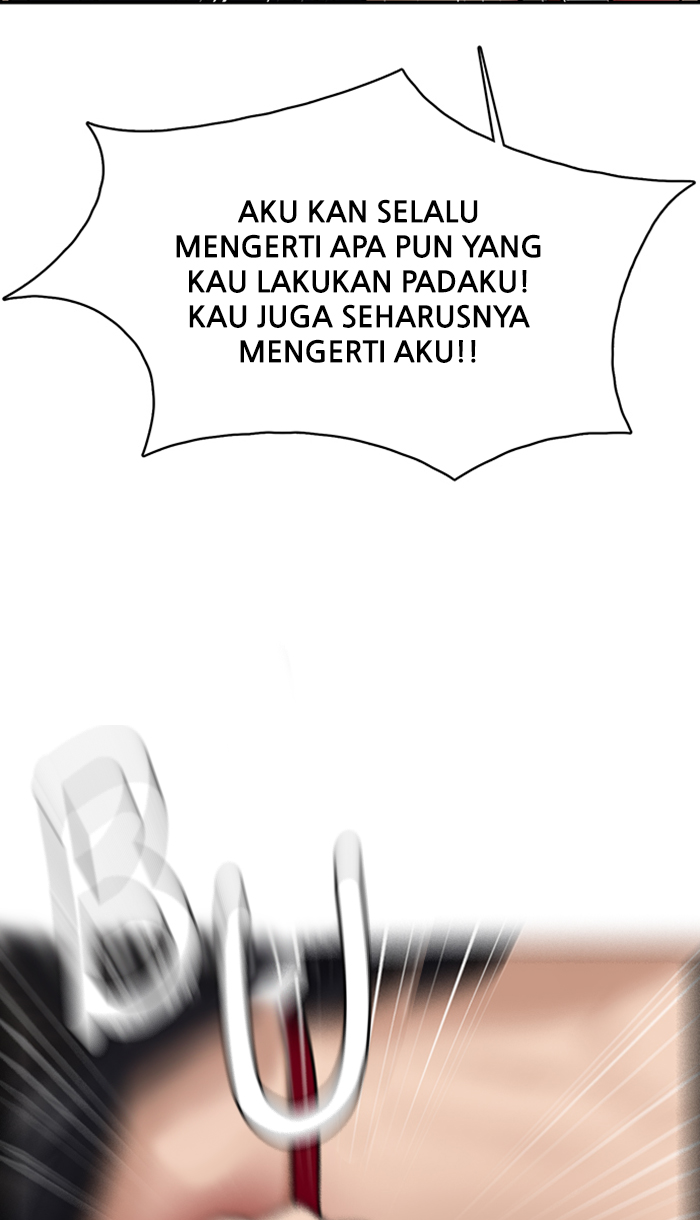 AKU KAN SELALU
MENGERTI APA PUN YANG
KAU LAKUKAN PADAKU!
KAU JUGA SEHARUSNYA
MENGERTI AKU!!
BU